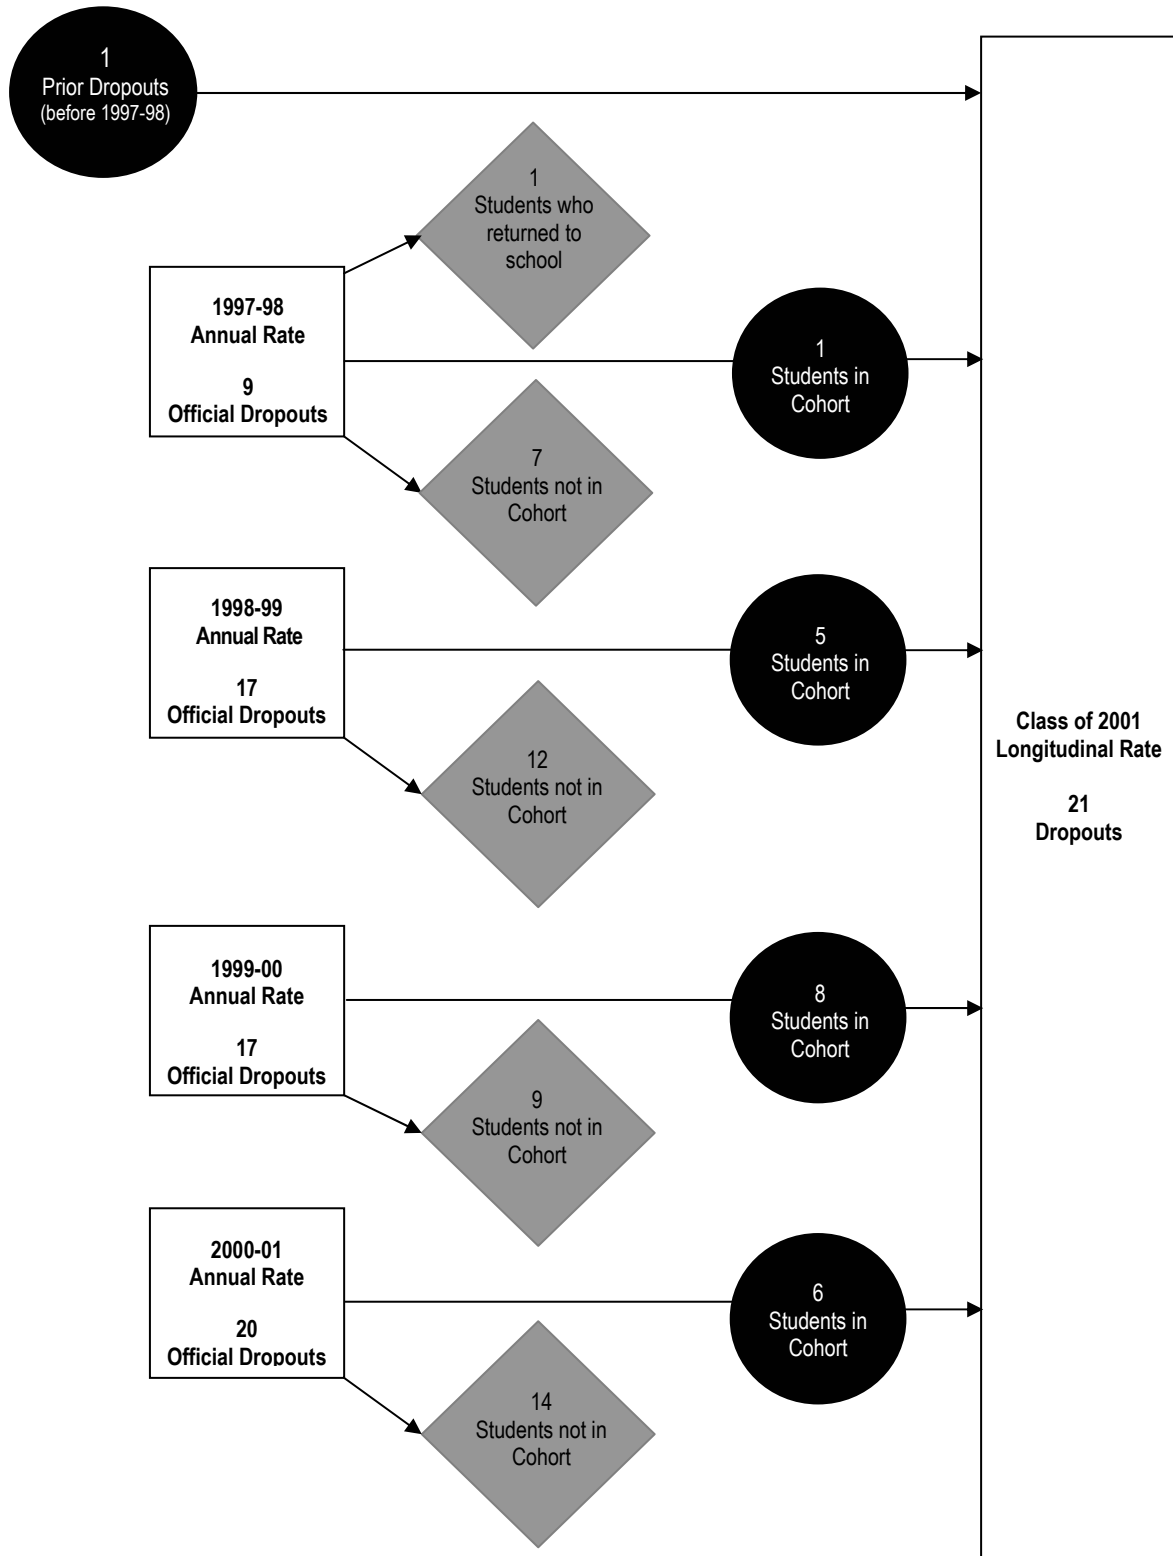 1
Prior Dropouts
(before 1997-98)
1
Students who
returned to
school
1997-98
Annual Rate
9
Official Dropouts
1
Students in
Cohort
7
Students not in
Cohort
1998-99
Annual Rate
17
Official Dropouts
5
Students in
Cohort
12
Students not in
Cohort
Class of 2001
Longitudinal Rate
21
Dropouts
1999-00
Annual Rate
17
Official Dropouts
8
Students in
Cohort
9
Students not in
Cohort
2000-01
Annual Rate
20
Official Dropouts
6
Students in
Cohort
14
Students not in
Cohort